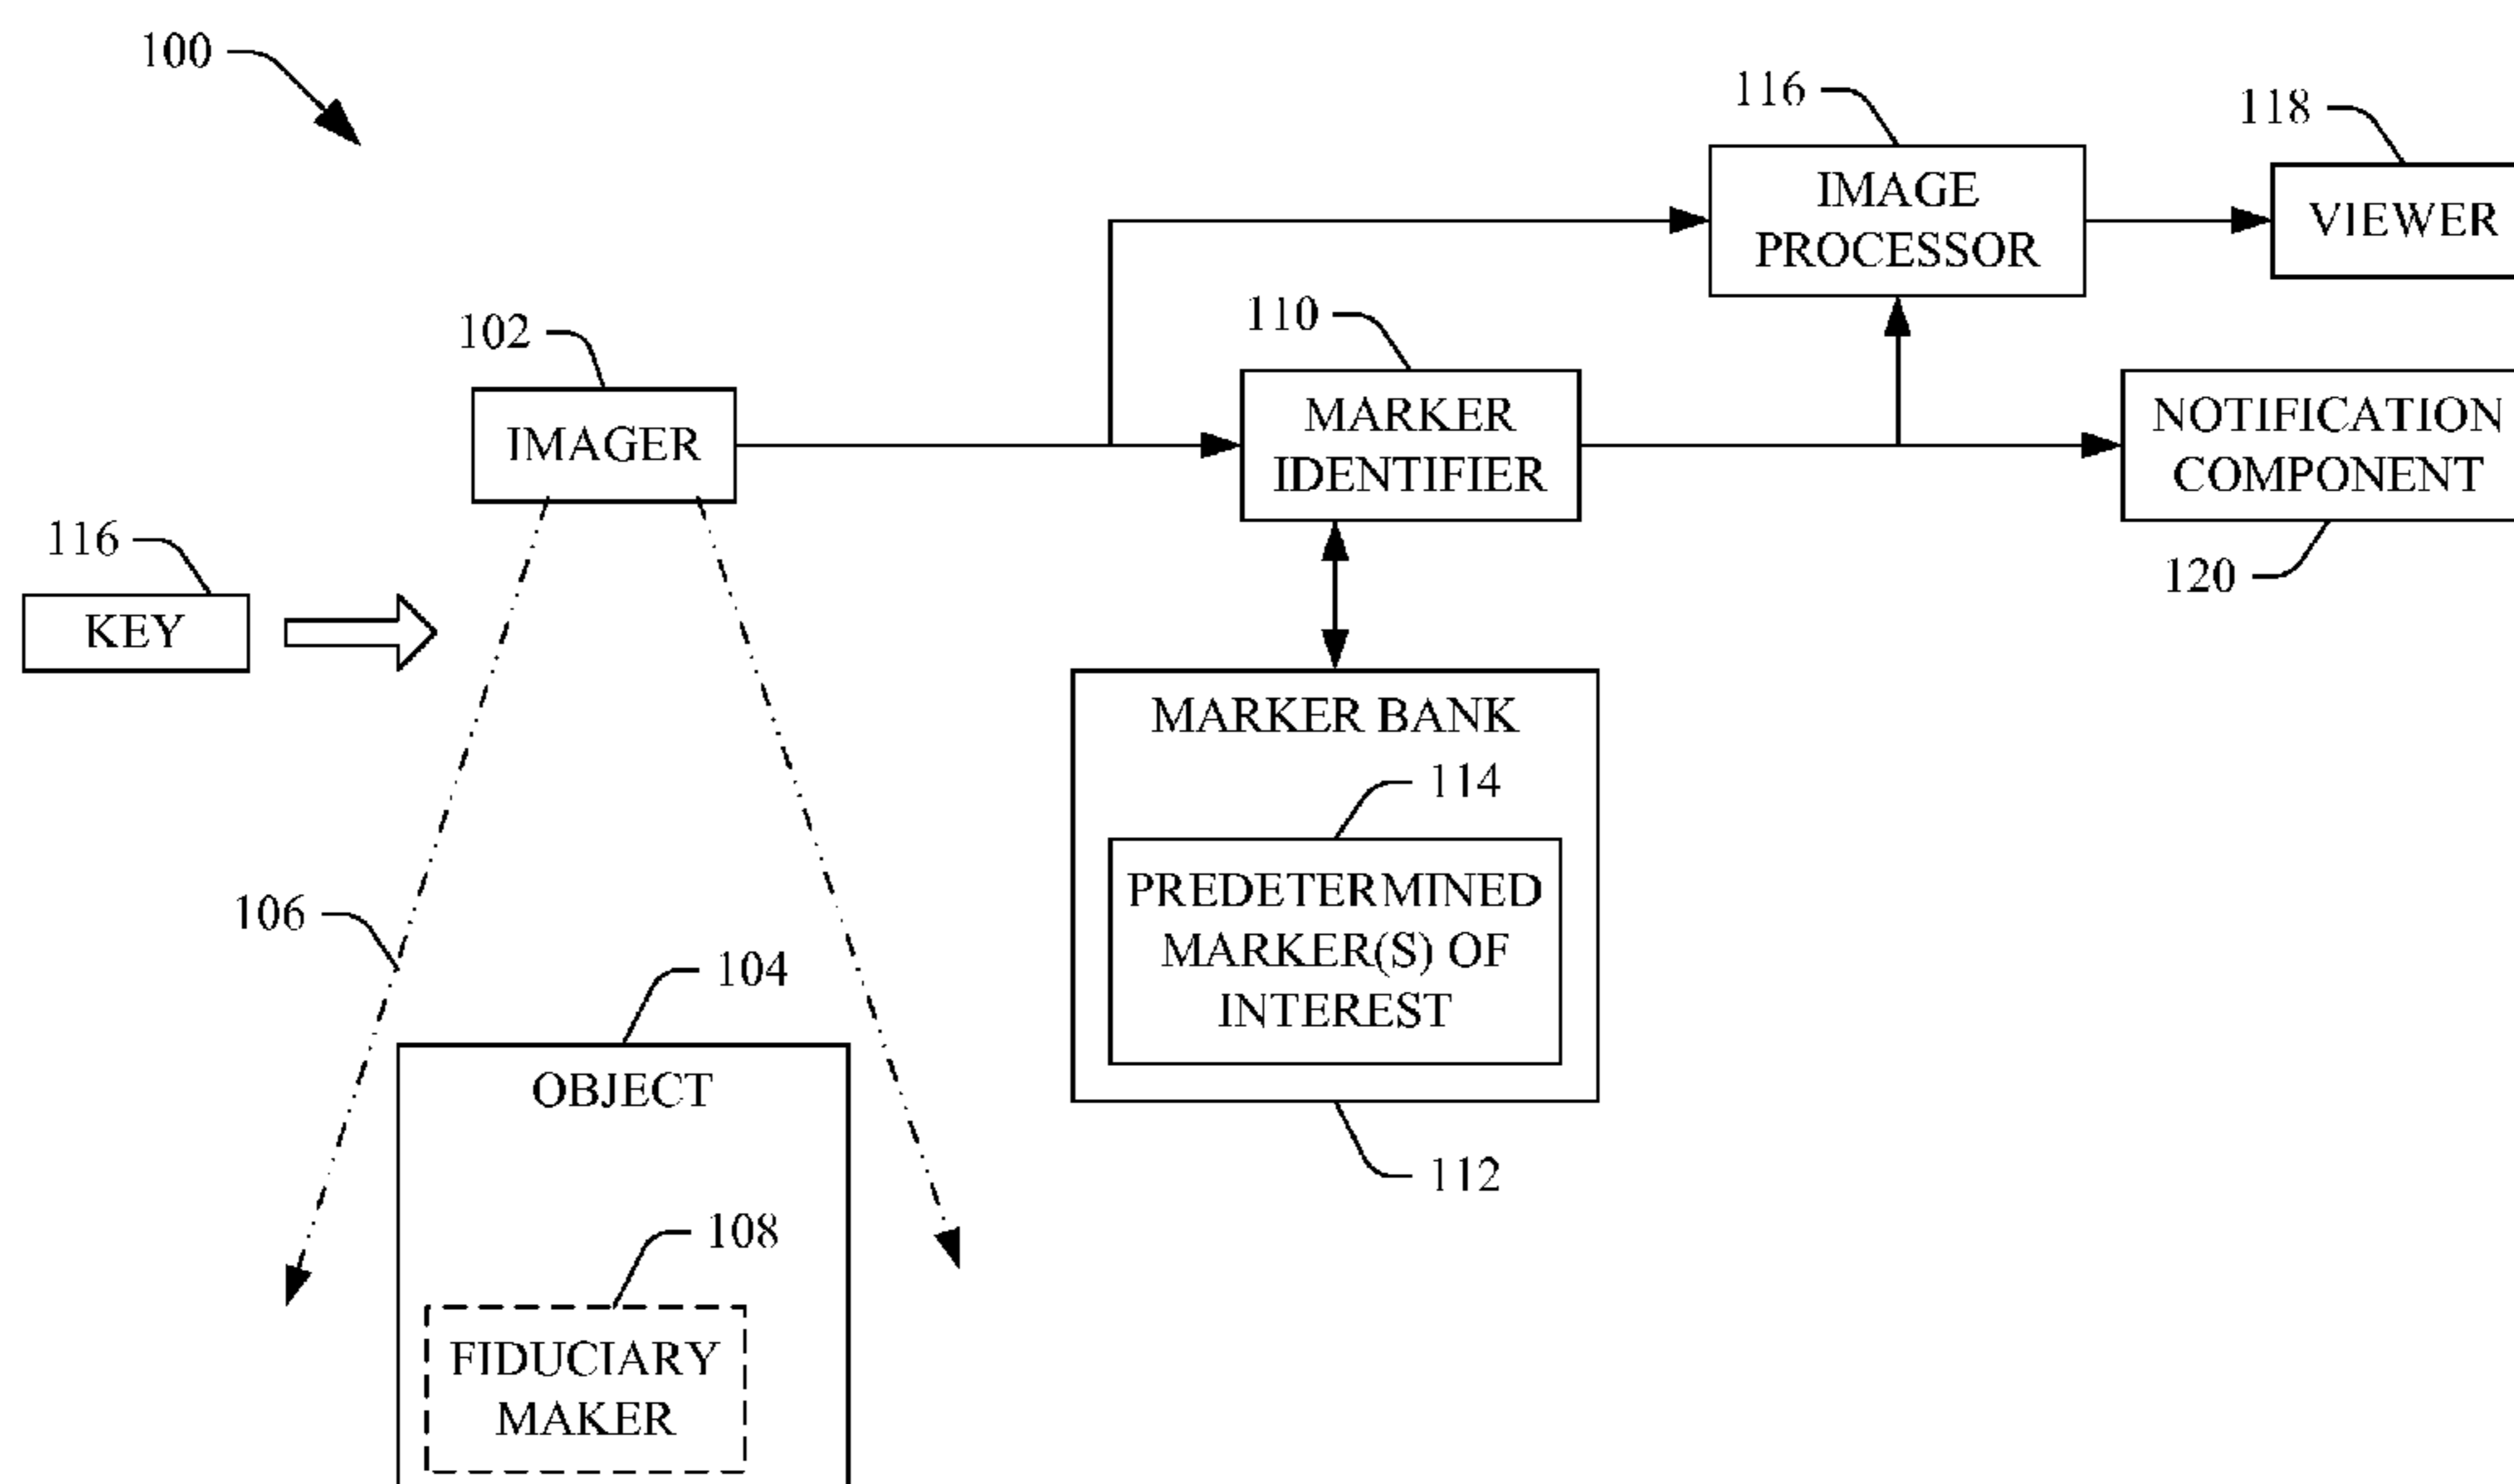 100
116
118
IMAGE
PROCESSOR
VIEWER
102
110
IMAGER
MARKER
IDENTIFIER
NOTIFICATION
COMPONENT
116
120
KEY
MARKER BANK
114
PREDETERMINED
MARKER(S) OF
INTEREST
106
104
OBJECT
112
108
FIDUCIARY
MAKER